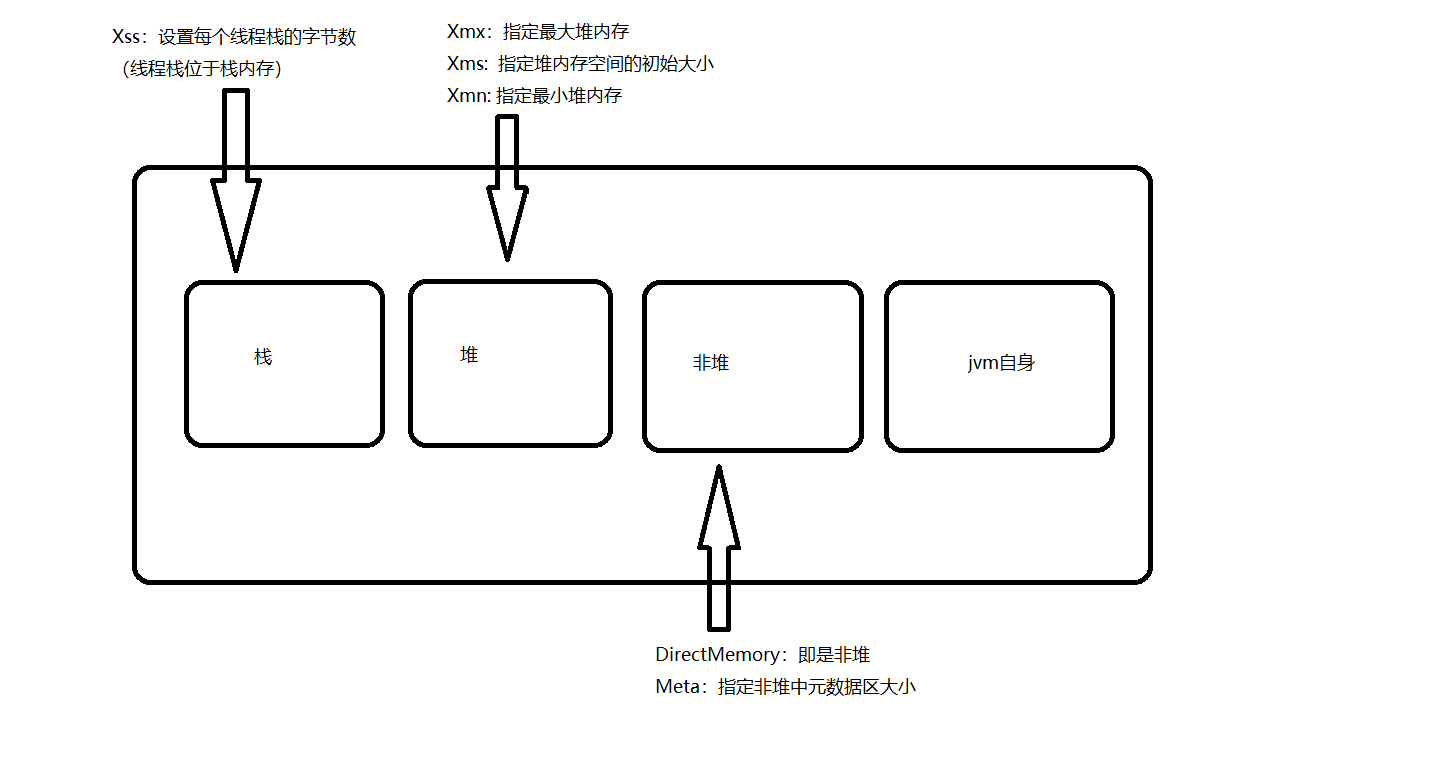 Xss：设置每个线程栈的字节数
（线程栈位于栈内存）
Xmx：指定最大堆内存
Xms: 指定堆内存空间的初始大小
Xmn: 指定最小堆内存
栈
堆
非堆
jvm自身
DirectMemory：即是非堆
Meta：指定非堆中元数据区大小